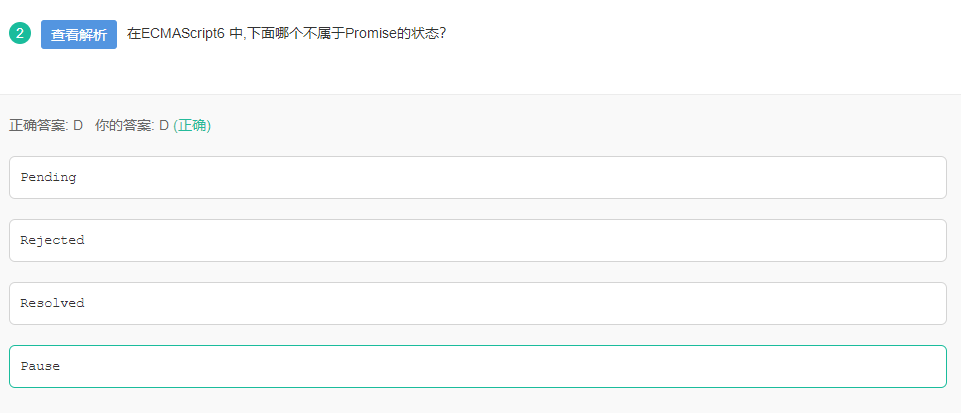 2 查看解析 在ECMAScript6 中,下面哪个不属于Promise的状态?
正确答案: D 你的答案: D (正确)
Pending
Rejected
Resolved
Pause